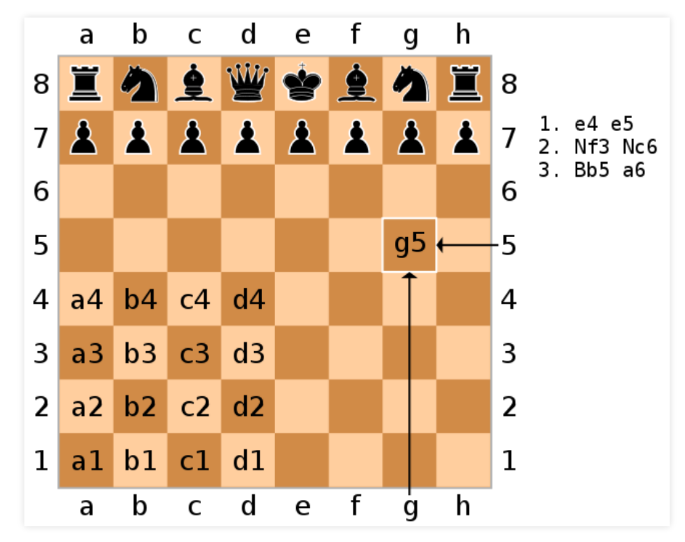 a b c d e f g h
8 8
7 7
1. e4 e5
2. Nf3 Nc6
3. Bb5 a6
6 6
5 g5 5
4 a4 b4 c4 d4 4
3 a3 b3 c3 d3 3
2 a2 b2 c2 d2 2
1 a1 b1 c1 d1 1
a b c d e f g h